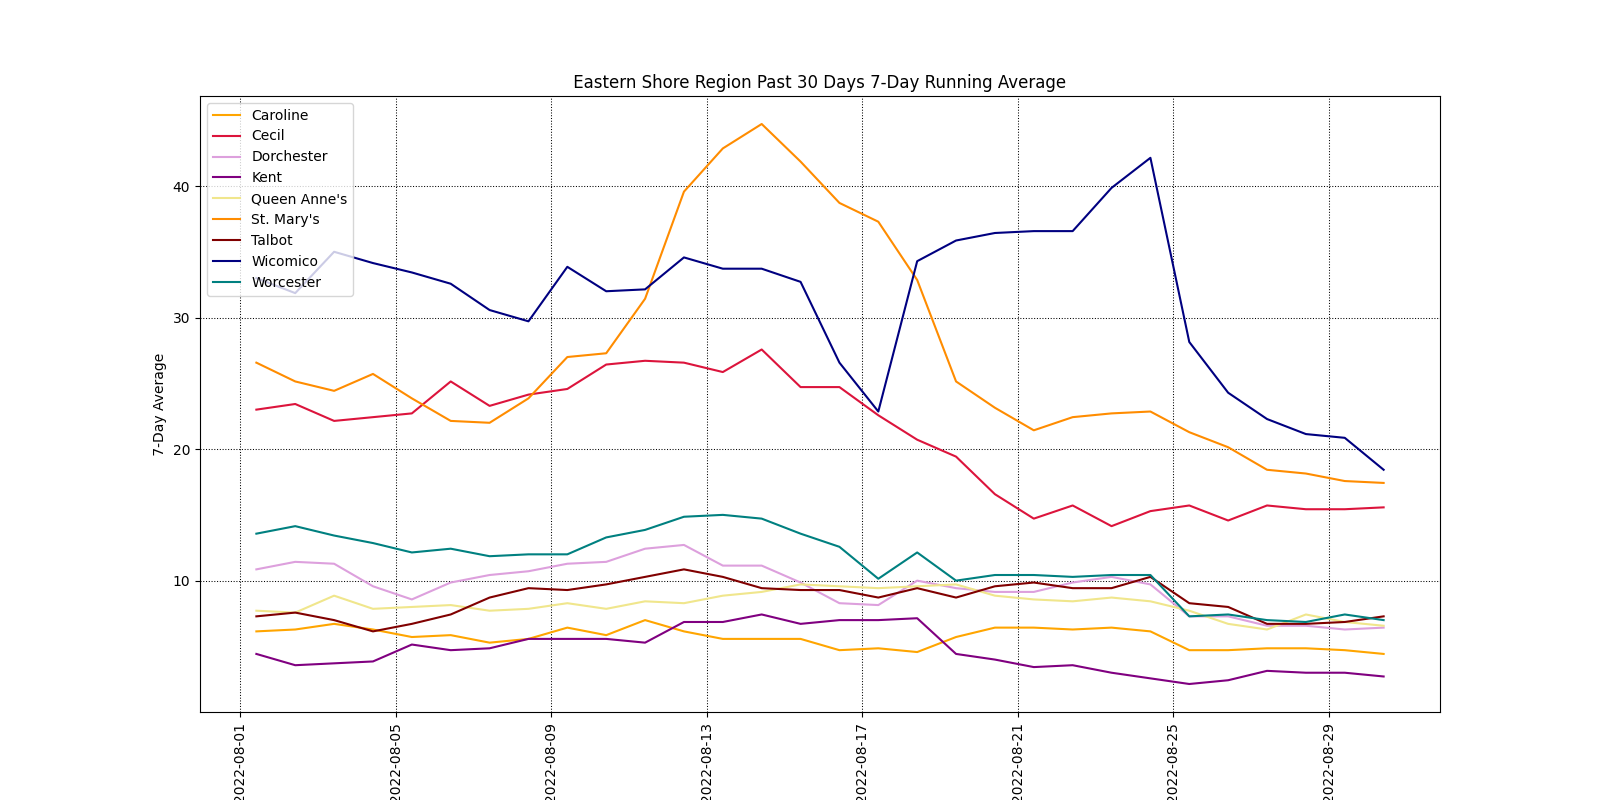 Eastern Shore Region Past 30 Days 7-Day Running Average
Caroline
Cecil
Dorchester
Kent
Queen Anne's
St. Mary's
Talbot
Wicomico
Worcester
7-Day Average
40
30
20
10
2022-08-01
2022-08-05
2022-08-09
2022-08-13
2022-08-17
2022-08-21
2022-08-25
2022-08-29